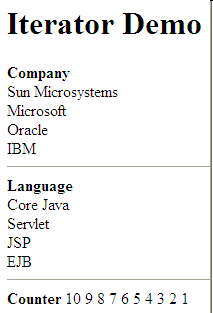 Iterator Demo
Company
Sun Microsystems
Microsoft
Oracle
IBM
Language
Core Java
Servlet
JSP
EJB
Counter 10 9 8 7 6 5 4 3 2 1